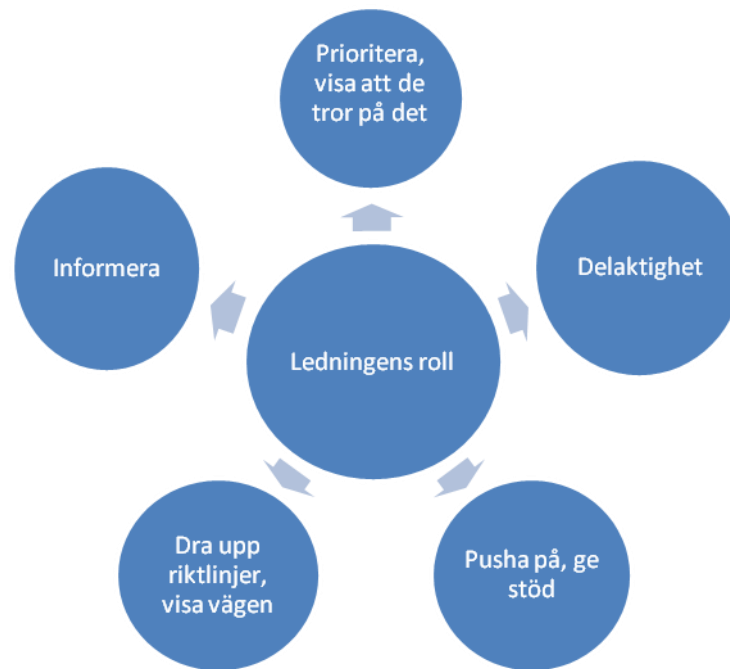 Prioritera,
visa att de
tror på det
Informera
Delaktighet
Ledningens roll
Dra upp
riktlinjer,
visa vägen
Pusha på, ge
stöd